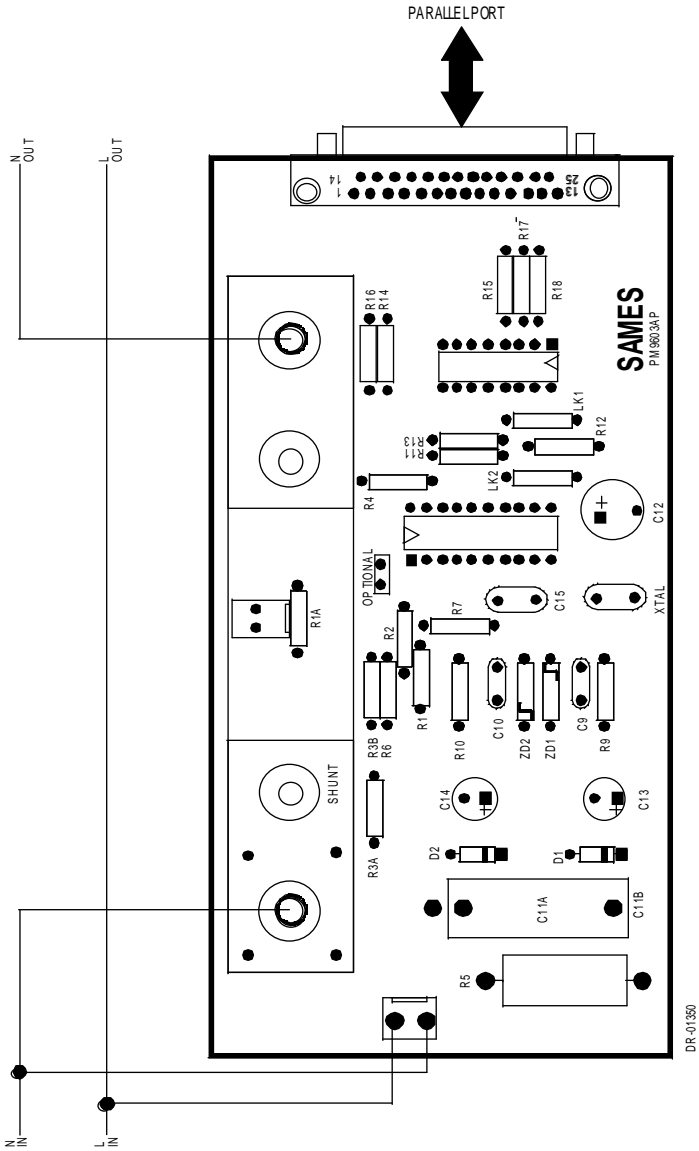 PARALLELPORT
N
OUT
L
OUT
14
1
25
13
R17
R15
R18
R16
R14
SAMES
PM9603AP
LK1
R12
R13
R11
LK2
R4
C12
OPTIONAL
R1A
R2
R7
C15
XTAL
R1
R3B
R6
R10
C10
ZD2
ZD1
C9
R9
SHUNT
C14
+
C13
+
+
R3A
D2
D1
C11A
C11B
R5
DR-01350
N
IN
L
IN